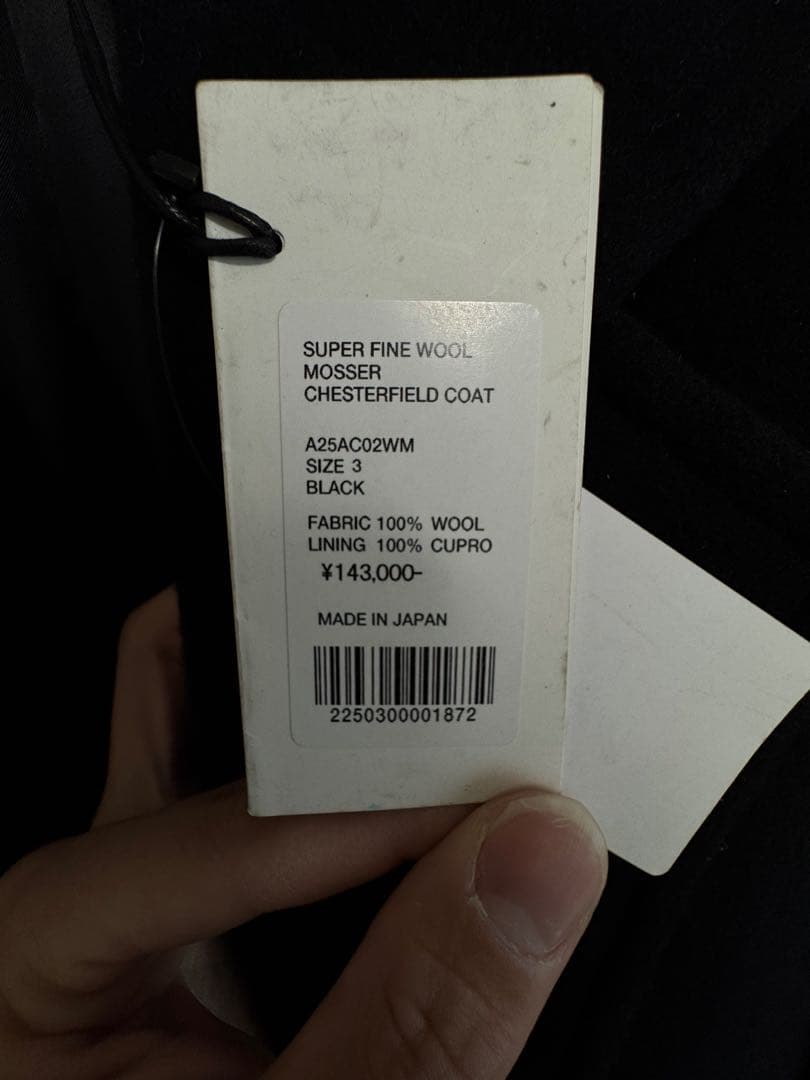 SUPER FINE WOOL
MOSSER
CHESTERFIELD COAT
A25AC02WM
SIZE 3
BLACK
FABRIC 100% WOOL
LINING 100% CUPRO
¥143,000-
MADE IN JAPAN
2250300001872